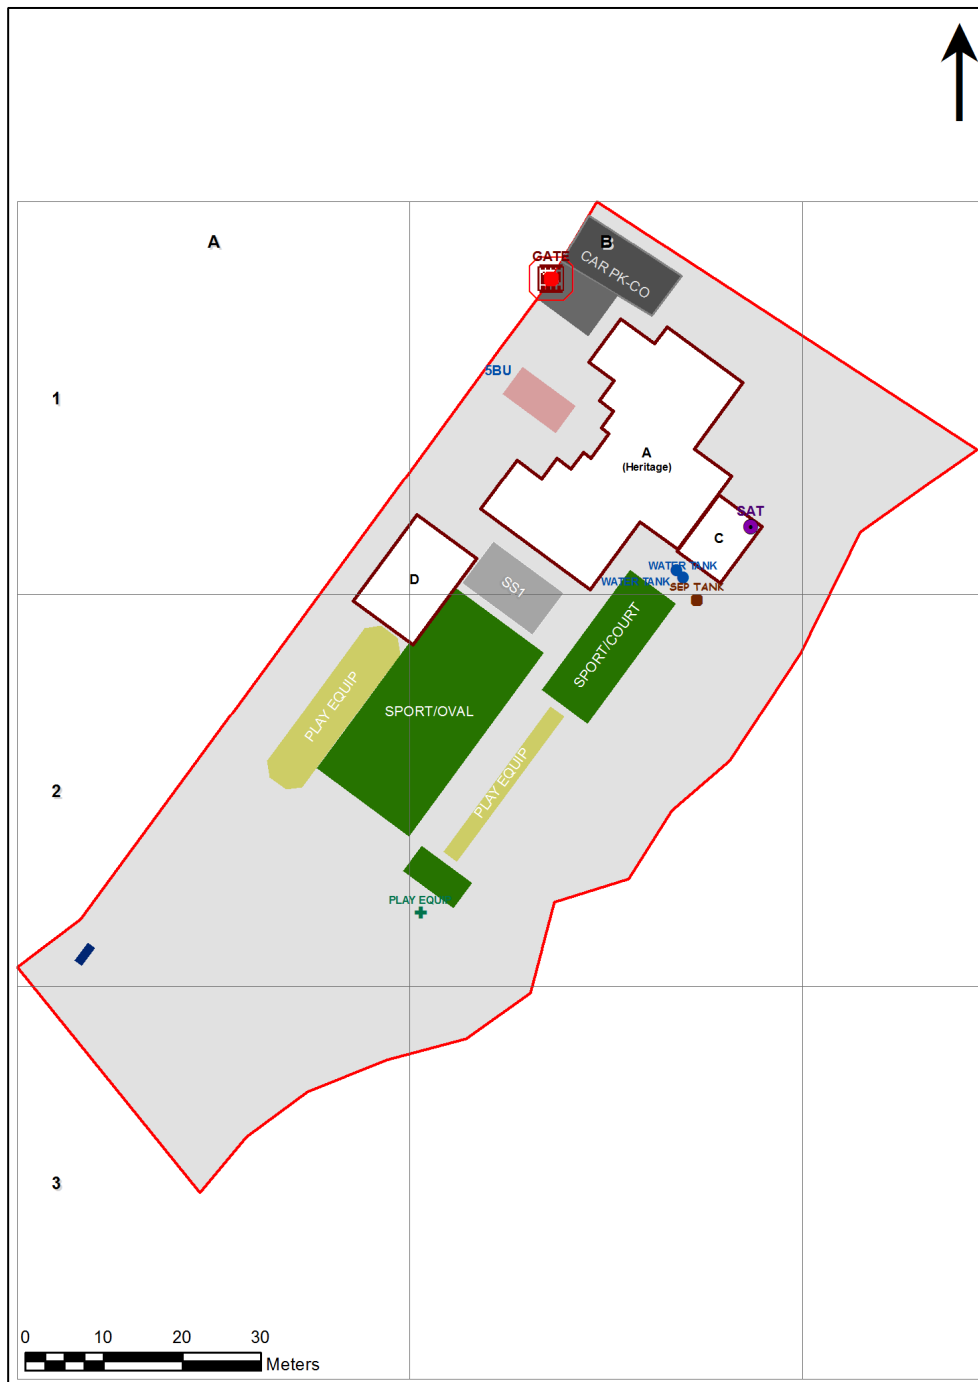 A
B
GATE
CAR PK-CO
5BU
1
A
(Heritage)
SAT
C
D
WATER TANK
WATER TANK
SEP TANK
SS1
SPORT/COURT
PLAY EQUIP
SPORT/OVAL
PLAY EQUIP
2
PLAY EQUIP
3
0 10 20 30
Meters